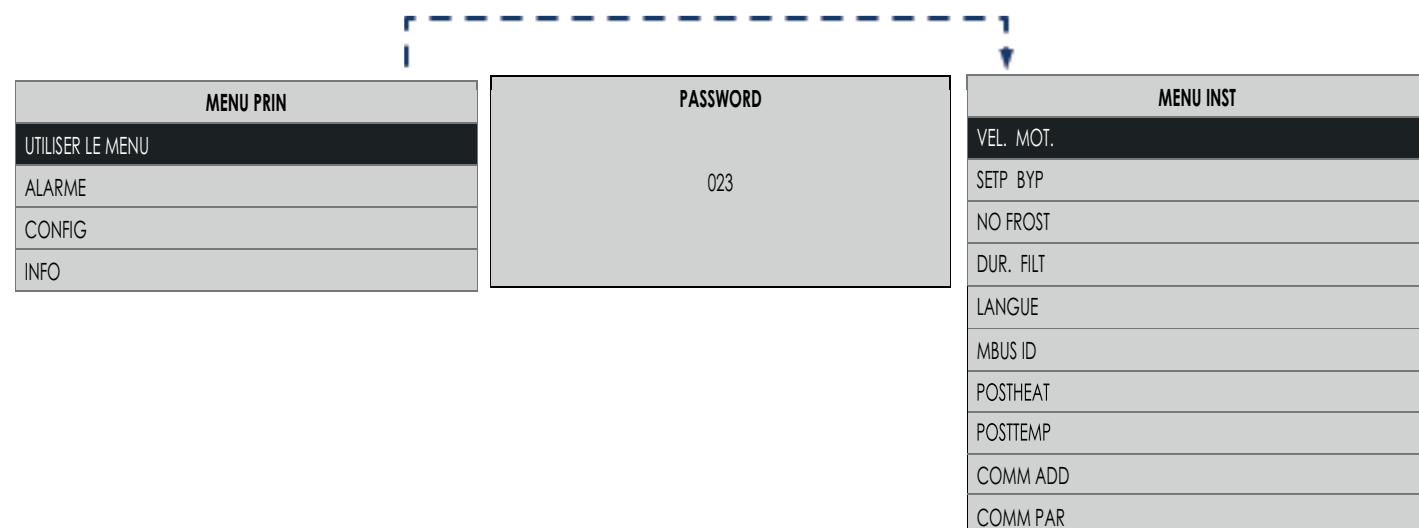 MENU PRIN
UTILISER LE MENU
ALARME
CONFIG
INFO
PASSWORD
023
MENU INST
VEL. MOT.
SETP BYP
NO FROST
DUR. FILT
LANGUE
MBUS ID
POSTHEAT
POSTTEMP
COMM ADD
COMM PAR